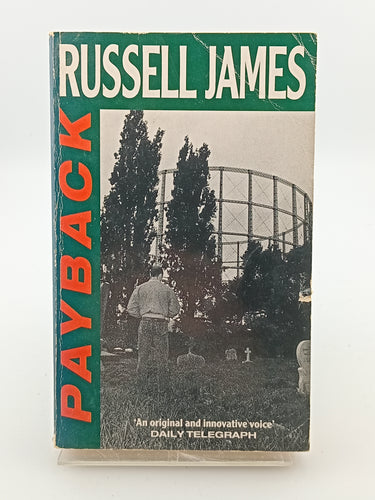 RUSSELL JAMES
PAYBACK
'An original and innovative voice'
DAILY TELEGRAPH